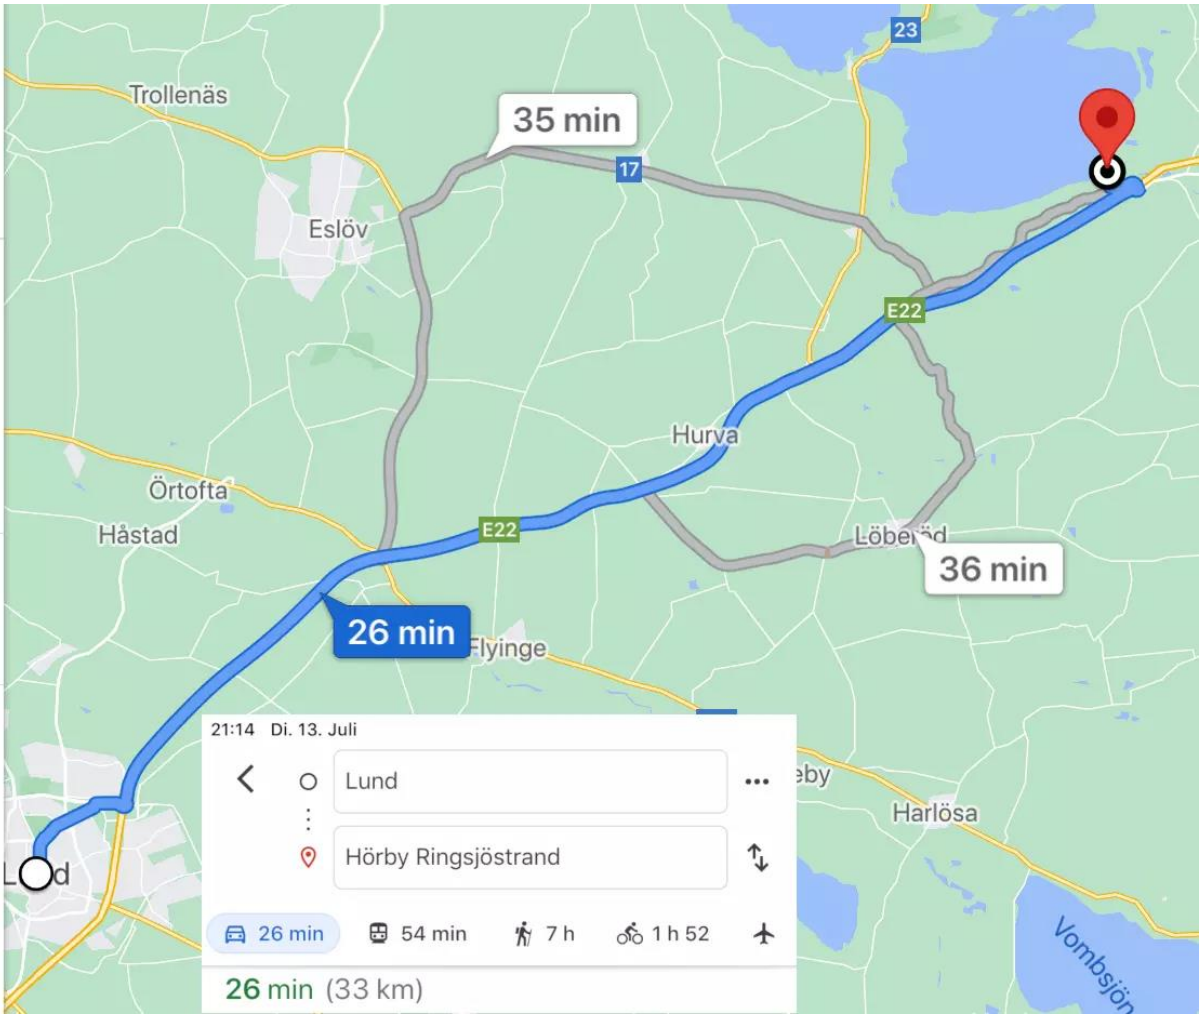 23
Trollenäs
35 min
17
Eslöv
E22
Hurva
Örtofta
Håstad
E22
Löberöd
36 min
26 min
Flyinge
21:14 Di. 13. Juli
Lund
eby
Harlösa
L d
Hörby Ringsjöstrand
26 min 54 min 7 h 1 h 52
Vombsjön
26 min (33 km)